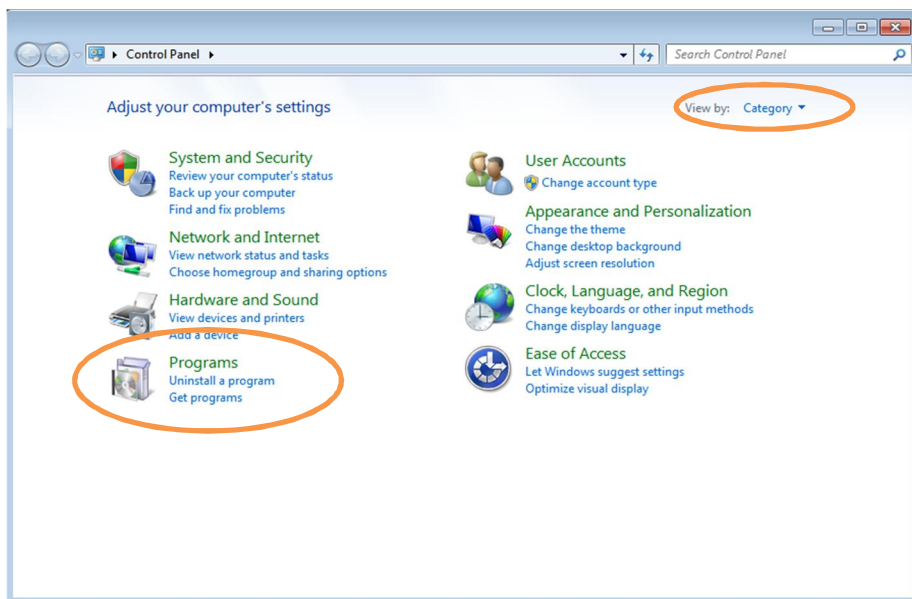 Control Panel
Search Control Panel
Adjust your computer's settings
View by: Category
System and Security
Review your computer's status
Back up your computer
Find and fix problems
Network and Internet
View network status and tasks
Choose homegroup and sharing options
Hardware and Sound
View devices and printers
Add a device
Programs
Uninstall a program
Get programs
User Accounts
Change account type
Appearance and Personalization
Change the theme
Change desktop background
Adjust screen resolution
Clock, Language, and Region
Change keyboards or other input methods
Change display language
Ease of Access
Let Windows suggest settings
Optimize visual display